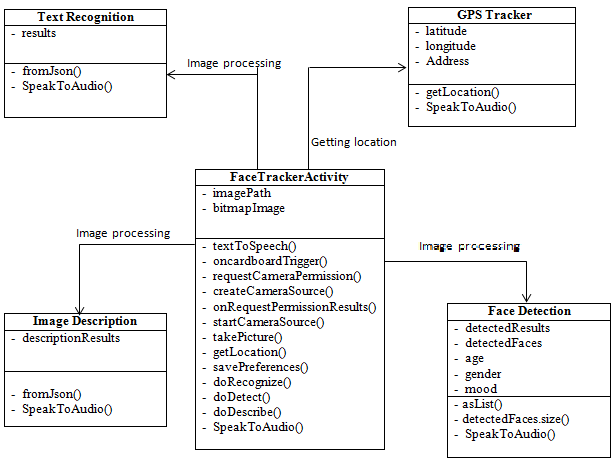 Text Recognition
- results
- fromJson()
- SpeakToAudio()
GPS Tracker
- latitude
- longitude
- Address
- getLocation()
- SpeakToAudio()
Image processing
Getting location
FaceTrackerActivity
- imagePath
- bitmapImage
- textToSpeech()
- oncardboardTrigger()
- requestCameraPermission()
- createCameraSource()
- onRequestPermissionResults()
- startCameraSource()
- takePicture()
- getLocation()
- savePreferences()
- doRecognize()
- doDetect()
- doDescribe()
- SpeakToAudio()
Image processing
Image processing
Image Description
- descriptionResults
- fromJson()
- SpeakToAudio()
Face Detection
- detectedResults
- detectedFaces
- age
- gender
- mood
- asList()
- detectedFaces.size()
- SpeakToAudio()